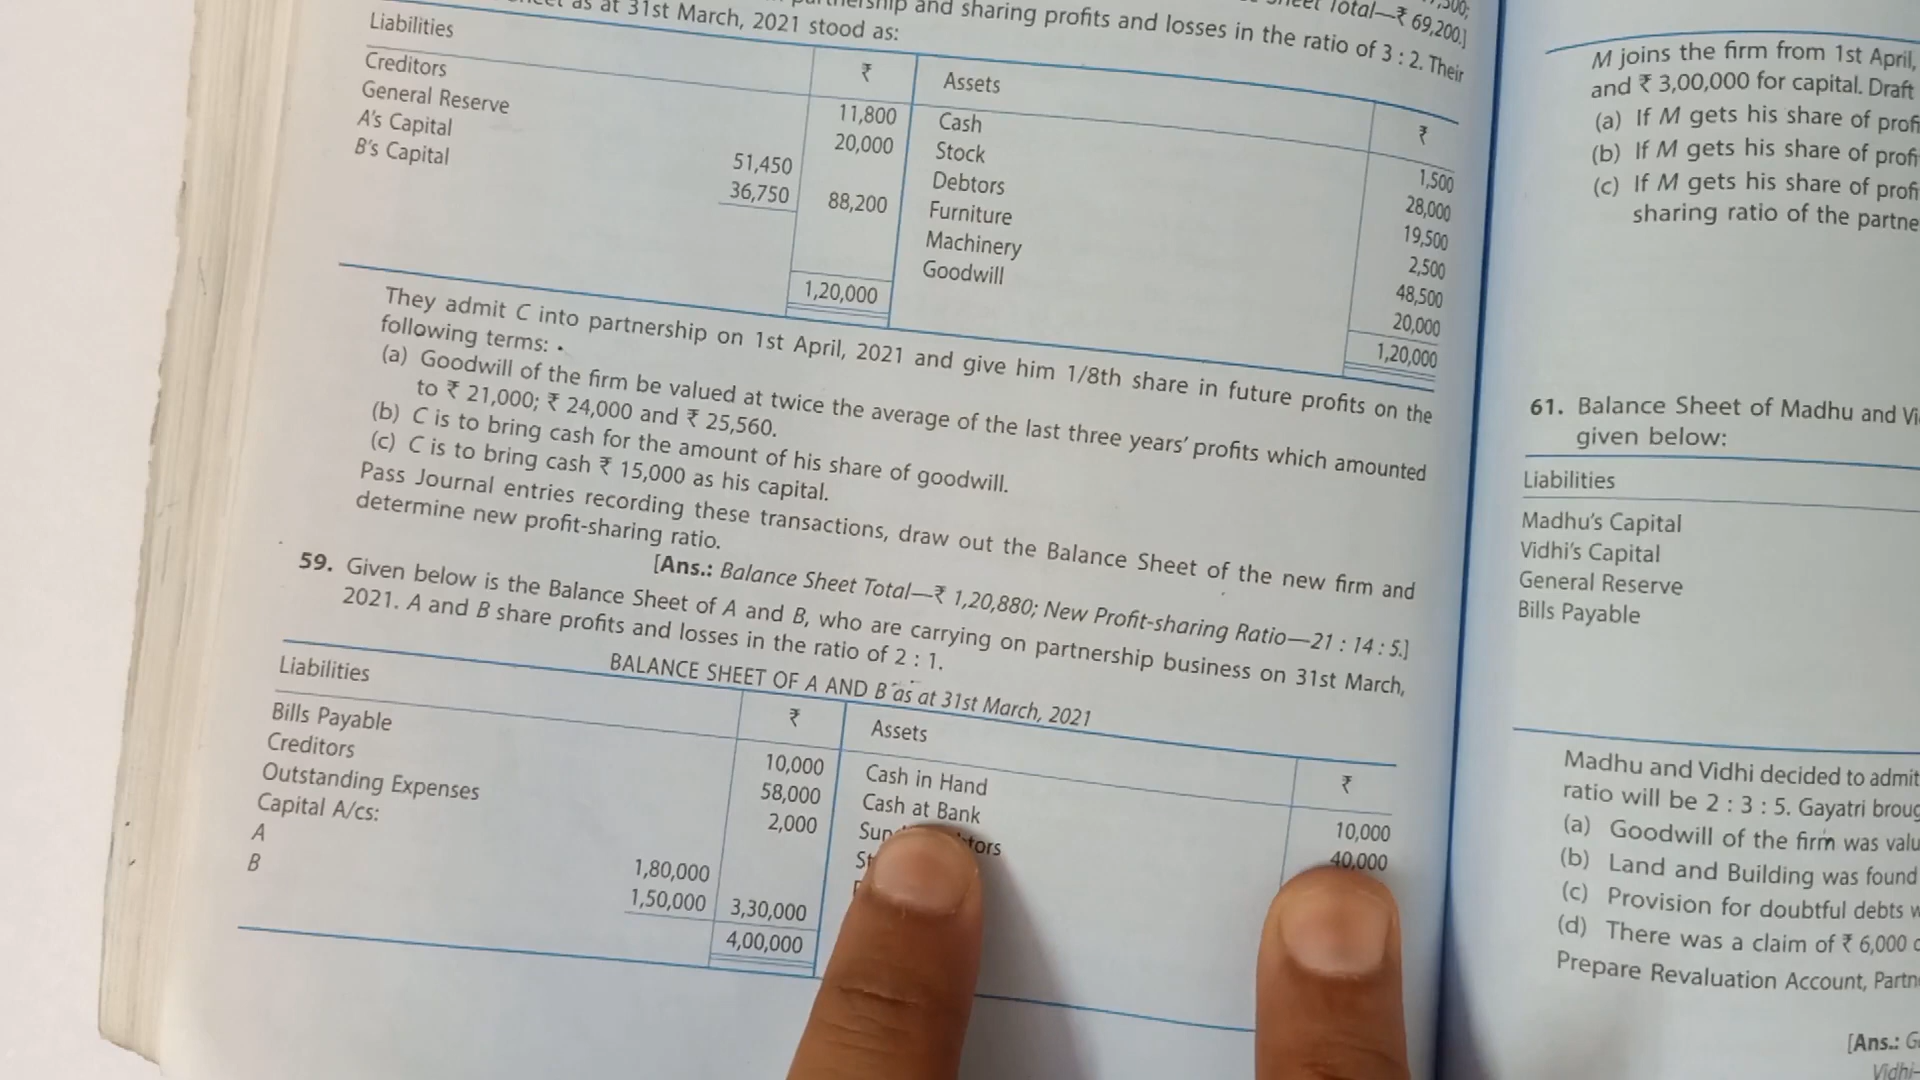 Total—₹ 69,200.]
and sharing profits and losses in the ratio of 3 : 2. Their
as at 31st March, 2021 stood as:
Liabilities ₹ Assets ₹
Creditors 11,800 Cash 1,500
General Reserve 20,000 Stock 28,000
A's Capital 51,450 Debtors 19,500
B's Capital 36,750 88,200 Furniture 2,500
Machinery 48,500
Goodwill 20,000
1,20,000 1,20,000
They admit C into partnership on 1st April, 2021 and give him 1/8th share in future profits on the
following terms:
(a) Goodwill of the firm be valued at twice the average of the last three years' profits which amounted
to ₹ 21,000; ₹ 24,000 and ₹ 25,560.
(b) C is to bring cash for the amount of his share of goodwill.
(c) C is to bring cash ₹ 15,000 as his capital.
Pass Journal entries recording these transactions, draw out the Balance Sheet of the new firm and
determine new profit-sharing ratio.
[Ans.: Balance Sheet Total—₹ 1,20,880; New Profit-sharing Ratio—21 : 14 : 5.]
59. Given below is the Balance Sheet of A and B, who are carrying on partnership business on 31st March,
2021. A and B share profits and losses in the ratio of 2 : 1.
BALANCE SHEET OF A AND B as at 31st March, 2021
Liabilities ₹ Assets ₹
Bills Payable 10,000 Cash in Hand 10,000
Creditors 58,000 Cash at Bank 40,000
Outstanding Expenses 2,000
Capital A/cs:
A 1,80,000
B 1,50,000 3,30,000
4,00,000
M joins the firm from 1st April,
and ₹ 3,00,000 for capital. Draft
(a) If M gets his share of
(b) If M gets his share of
(c) If M gets his share of
sharing ratio of the
61. Balance Sheet of Madhu and
given below:
Liabilities
Madhu's Capital
Vidhi's Capital
General Reserve
Bills Payable
Madhu and Vidhi decided to
ratio will be 2 : 3 : 5. Gayatri
(a) Goodwill of the firm was
(b) Land and Building was found
(c) Provision for doubtful debts
(d) There was a claim of ₹ 6,000
Prepare Revaluation Account,
[Ans.: